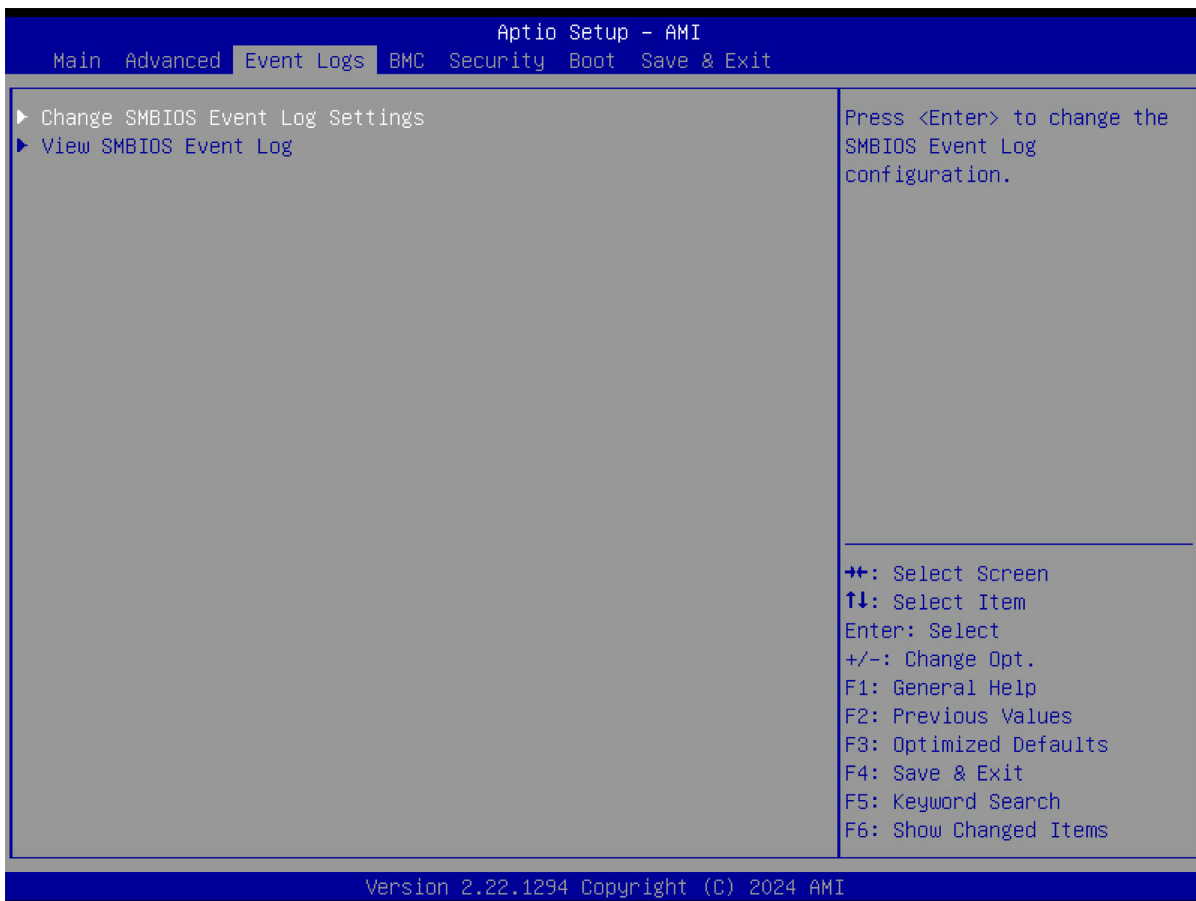 Aptio Setup – AMI
Main Advanced Event Logs BMC Security Boot Save & Exit
▶ Change SMBIOS Event Log Settings
▶ View SMBIOS Event Log
Press <Enter> to change the
SMBIOS Event Log
configuration.
→←: Select Screen
↑↓: Select Item
Enter: Select
+/-: Change Opt.
F1: General Help
F2: Previous Values
F3: Optimized Defaults
F4: Save & Exit
F5: Keyword Search
F6: Show Changed Items
Version 2.22.1294 Copyright (C) 2024 AMI